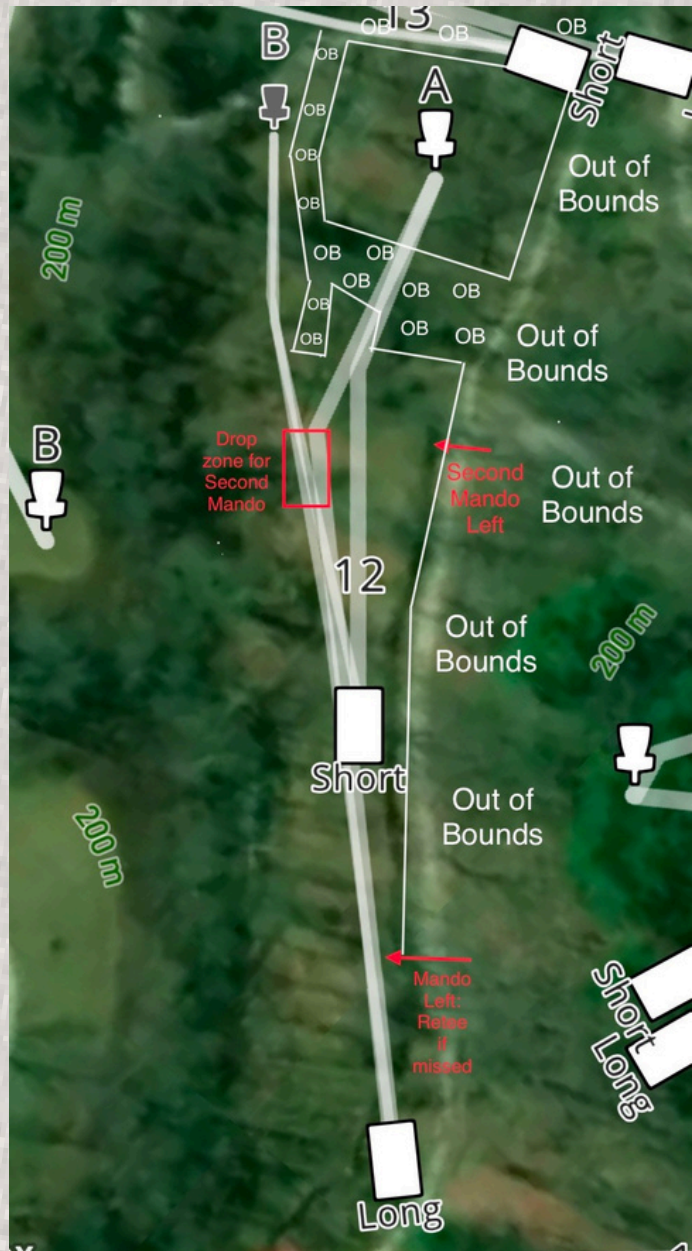 13
OB
OB
OB
B
OB
Short
A
OB
OB
Out of
Bounds
OB
200 m
OB
OB
OB
OB
OB
OB
OB
OB
OB
Out of
Bounds
B
Drop
zone for
Second
Mando
Second
Mando
Left
Out of
Bounds
12
Out of
Bounds
200 m
Short
Out of
Bounds
200 m
Mando
Left:
Retee
if
missed
Short
Long
Long